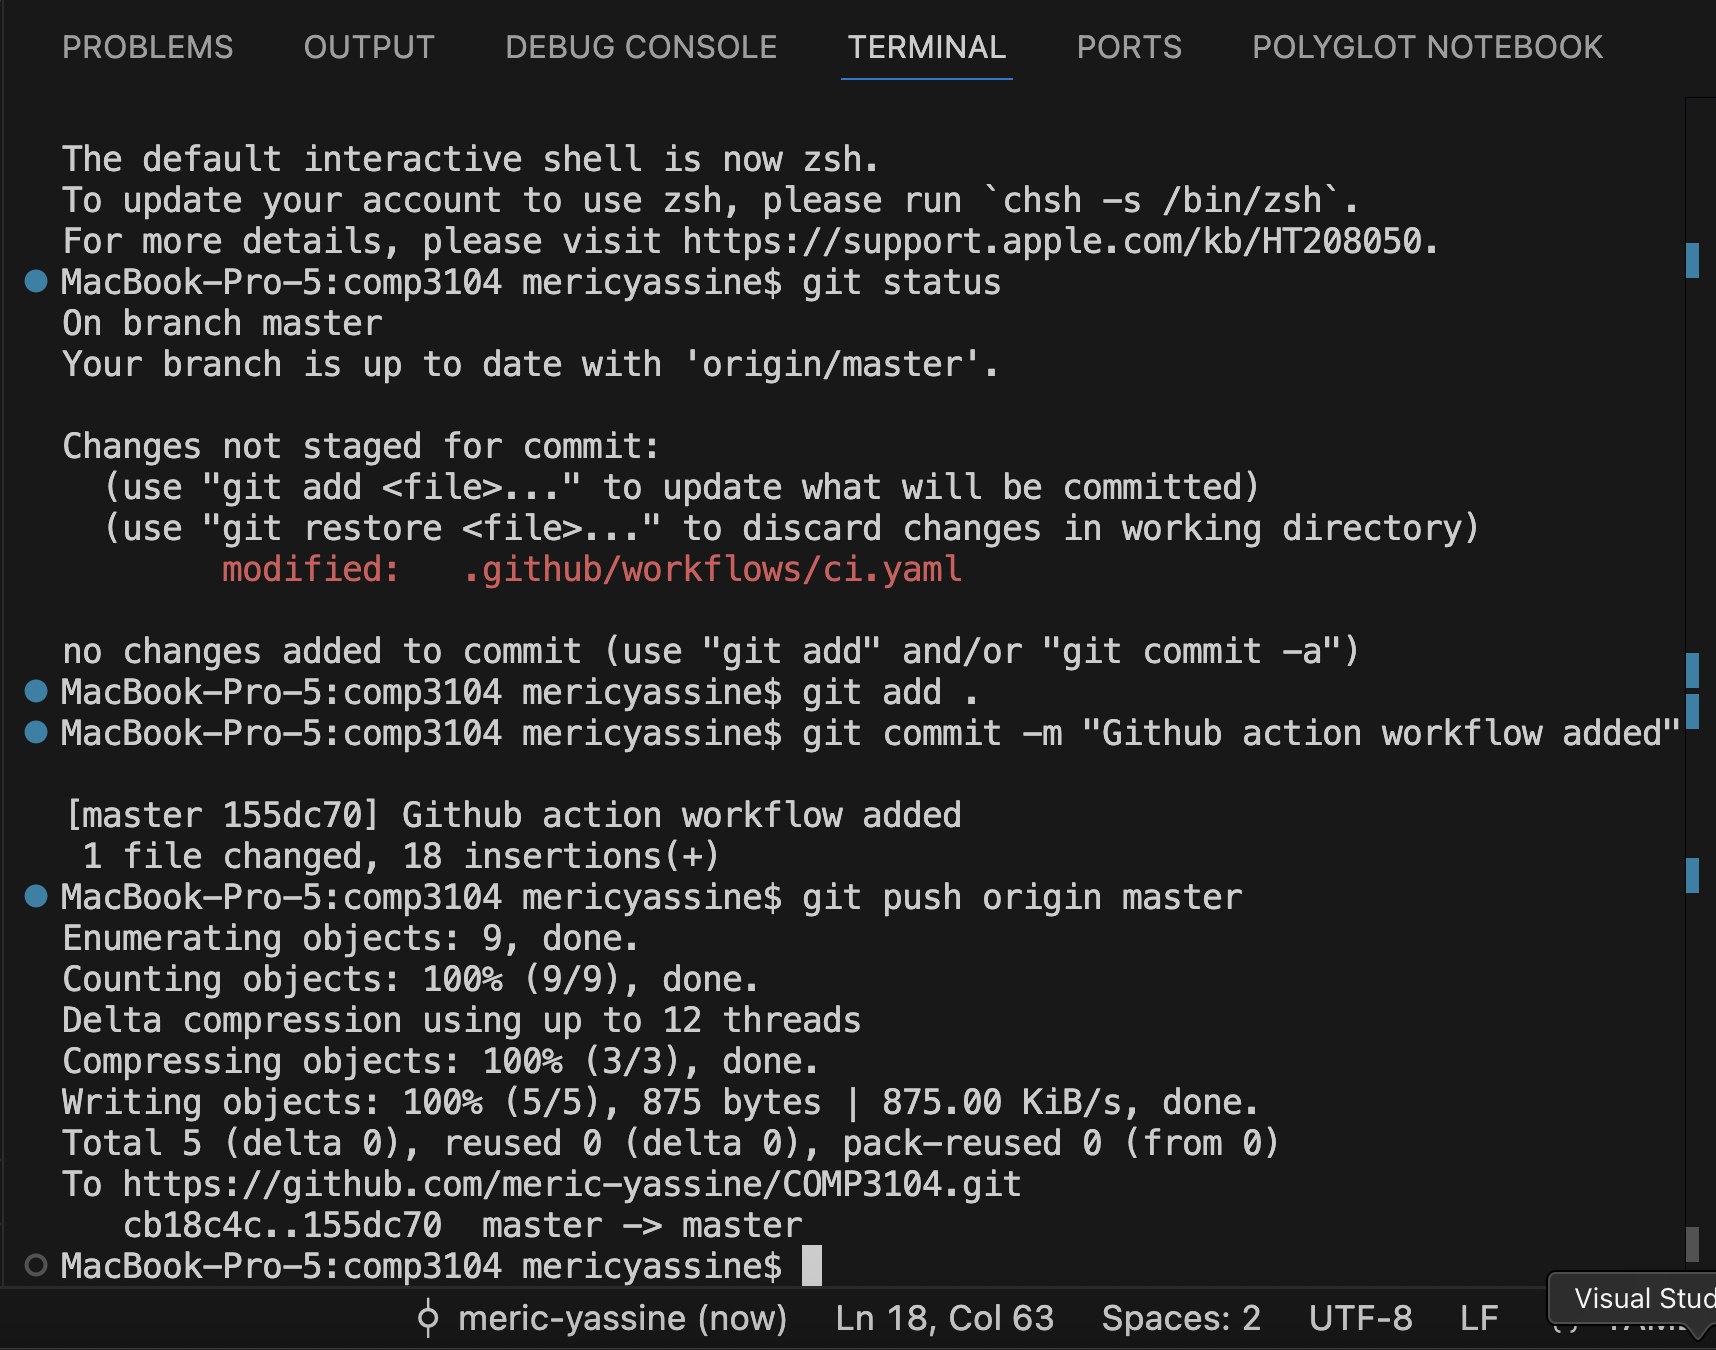 PROBLEMS OUTPUT DEBUG CONSOLE TERMINAL PORTS POLYGLOT NOTEBOOK
The default interactive shell is now zsh.
To update your account to use zsh, please run `chsh -s /bin/zsh`.
For more details, please visit https://support.apple.com/kb/HT208050.
MacBook-Pro-5:comp3104 mericyassine$ git status
On branch master
Your branch is up to date with 'origin/master'.
Changes not staged for commit:
(use "git add <file>..." to update what will be committed)
(use "git restore <file>..." to discard changes in working directory)
modified: .github/workflows/ci.yaml
no changes added to commit (use "git add" and/or "git commit -a")
MacBook-Pro-5:comp3104 mericyassine$ git add .
MacBook-Pro-5:comp3104 mericyassine$ git commit -m "Github action workflow added"
[master 155dc70] Github action workflow added
1 file changed, 18 insertions(+)
MacBook-Pro-5:comp3104 mericyassine$ git push origin master
Enumerating objects: 9, done.
Counting objects: 100% (9/9), done.
Delta compression using up to 12 threads
Compressing objects: 100% (3/3), done.
Writing objects: 100% (5/5), 875 bytes | 875.00 KiB/s, done.
Total 5 (delta 0), reused 0 (delta 0), pack-reused 0 (from 0)
To https://github.com/meric-yassine/COMP3104.git
cb18c4c..155dc70 master -> master
MacBook-Pro-5:comp3104 mericyassine$
meric-yassine (now) Ln 18, Col 63 Spaces: 2 UTF-8 LF
Visual Stud